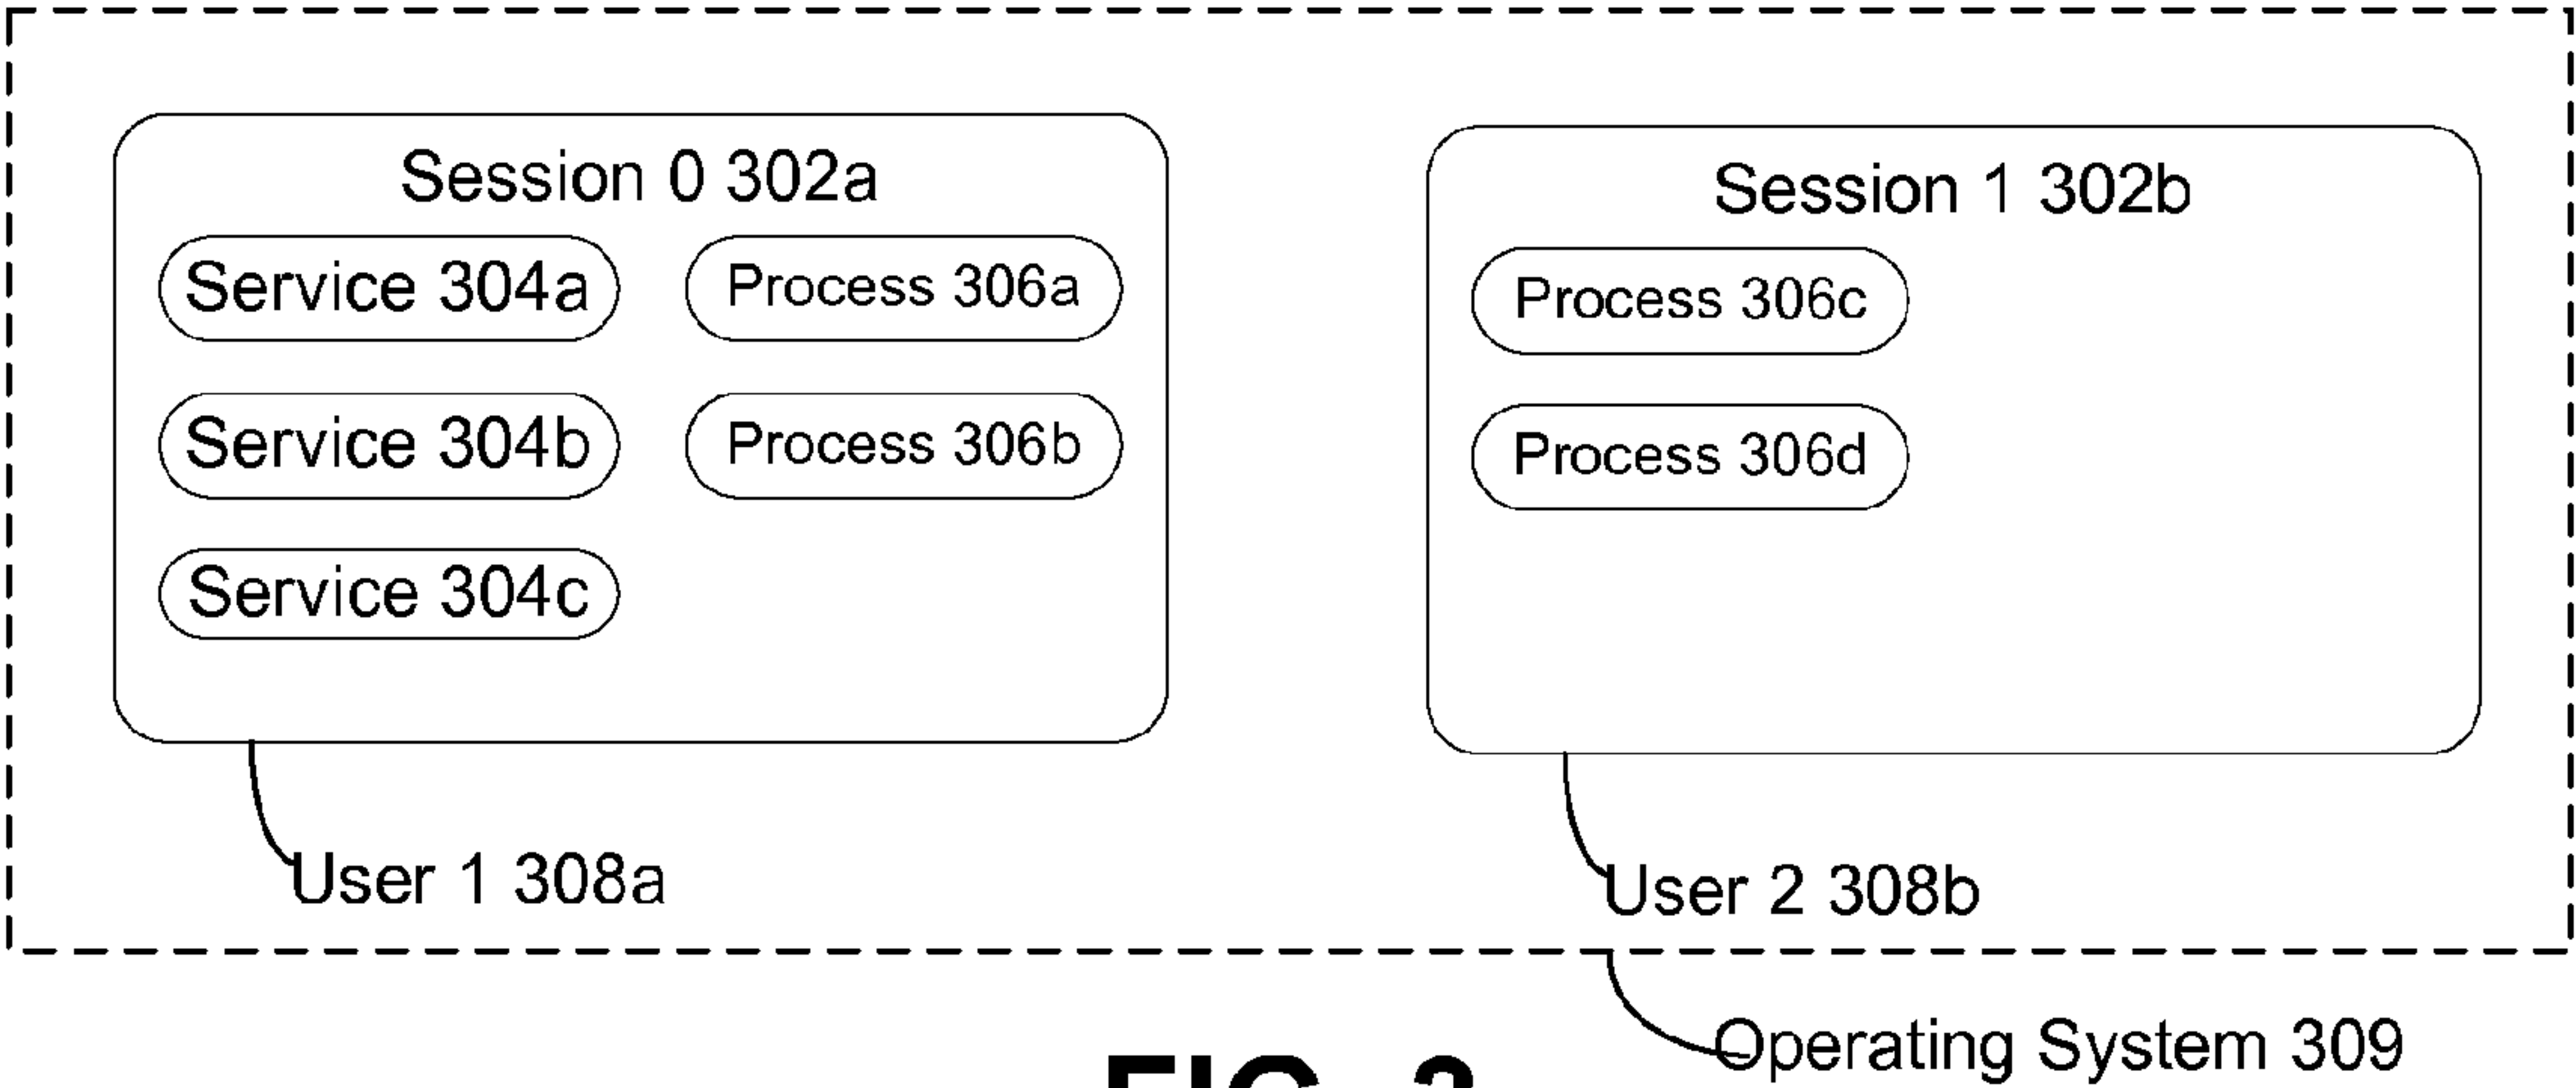 Session 0 302a
Service 304a
Process 306a
Service 304b
Process 306b
Service 304c
User 1 308a
Session 1 302b
Process 306c
Process 306d
User 2 308b
Operating System 309